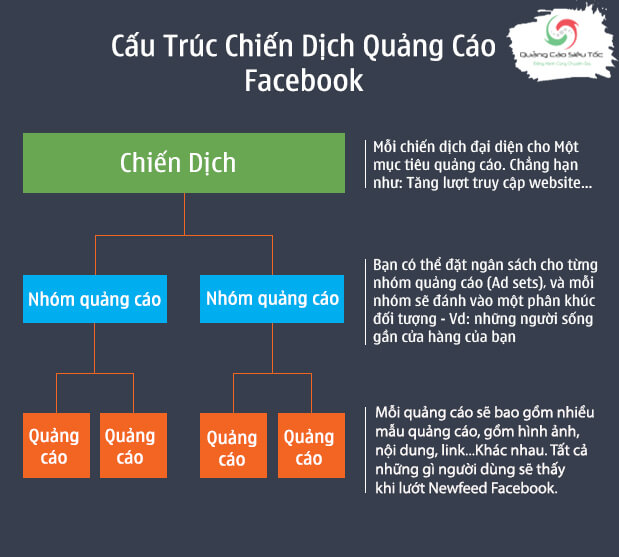 Cấu Trúc Chiến Dịch Quảng Cáo
Facebook
Quảng Cáo Siêu Tốc
Chiến Dịch
Mỗi chiến dịch đại diện cho Một
mục tiêu quảng cáo. Chẳng hạn
như: Tăng lượt truy cập website...
Nhóm quảng cáo
Nhóm quảng cáo
Bạn có thể đặt ngân sách cho từng
nhóm quảng cáo (Ad sets), và mỗi
nhóm sẽ đánh vào một phân khúc
đối tượng - Vd: những người sống
gần cửa hàng của bạn
Quảng
cáo
Quảng
cáo
Quảng
cáo
Quảng
cáo
Mỗi quảng cáo sẽ bao gồm nhiều
mẫu quảng cáo, gồm hình ảnh,
nội dung, link...Khác nhau. Tất cả
những gì người dùng sẽ thấy
khi lướt Newfeed Facebook.